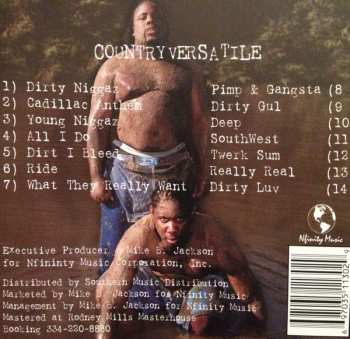 COUNTRYVERSATILE
1) Dirty Niggaz
2) Cadillac Anthem
3) Young Niggaz
4) All I Do
5) Dirt I Bleed
6) Ride
7) What They Really Want
Pimp & Gangsta (8
Dirty Gul (9
Deep (10
SouthWest (11
Twerk Sum (12
Really Real (13
Dirty Luv (14
Nfinity Music
Executive Producer Mike B. Jackson
for Nfininty Music Corporation, Inc.
Distributed by Southern Music Distribution
Marketed by Mike B. Jackson for Nfinity Music
Management by Mike B. Jackson for Nfinity Music
Mastered at Rodney Mills Masterhouse
Booking 334-220-8880